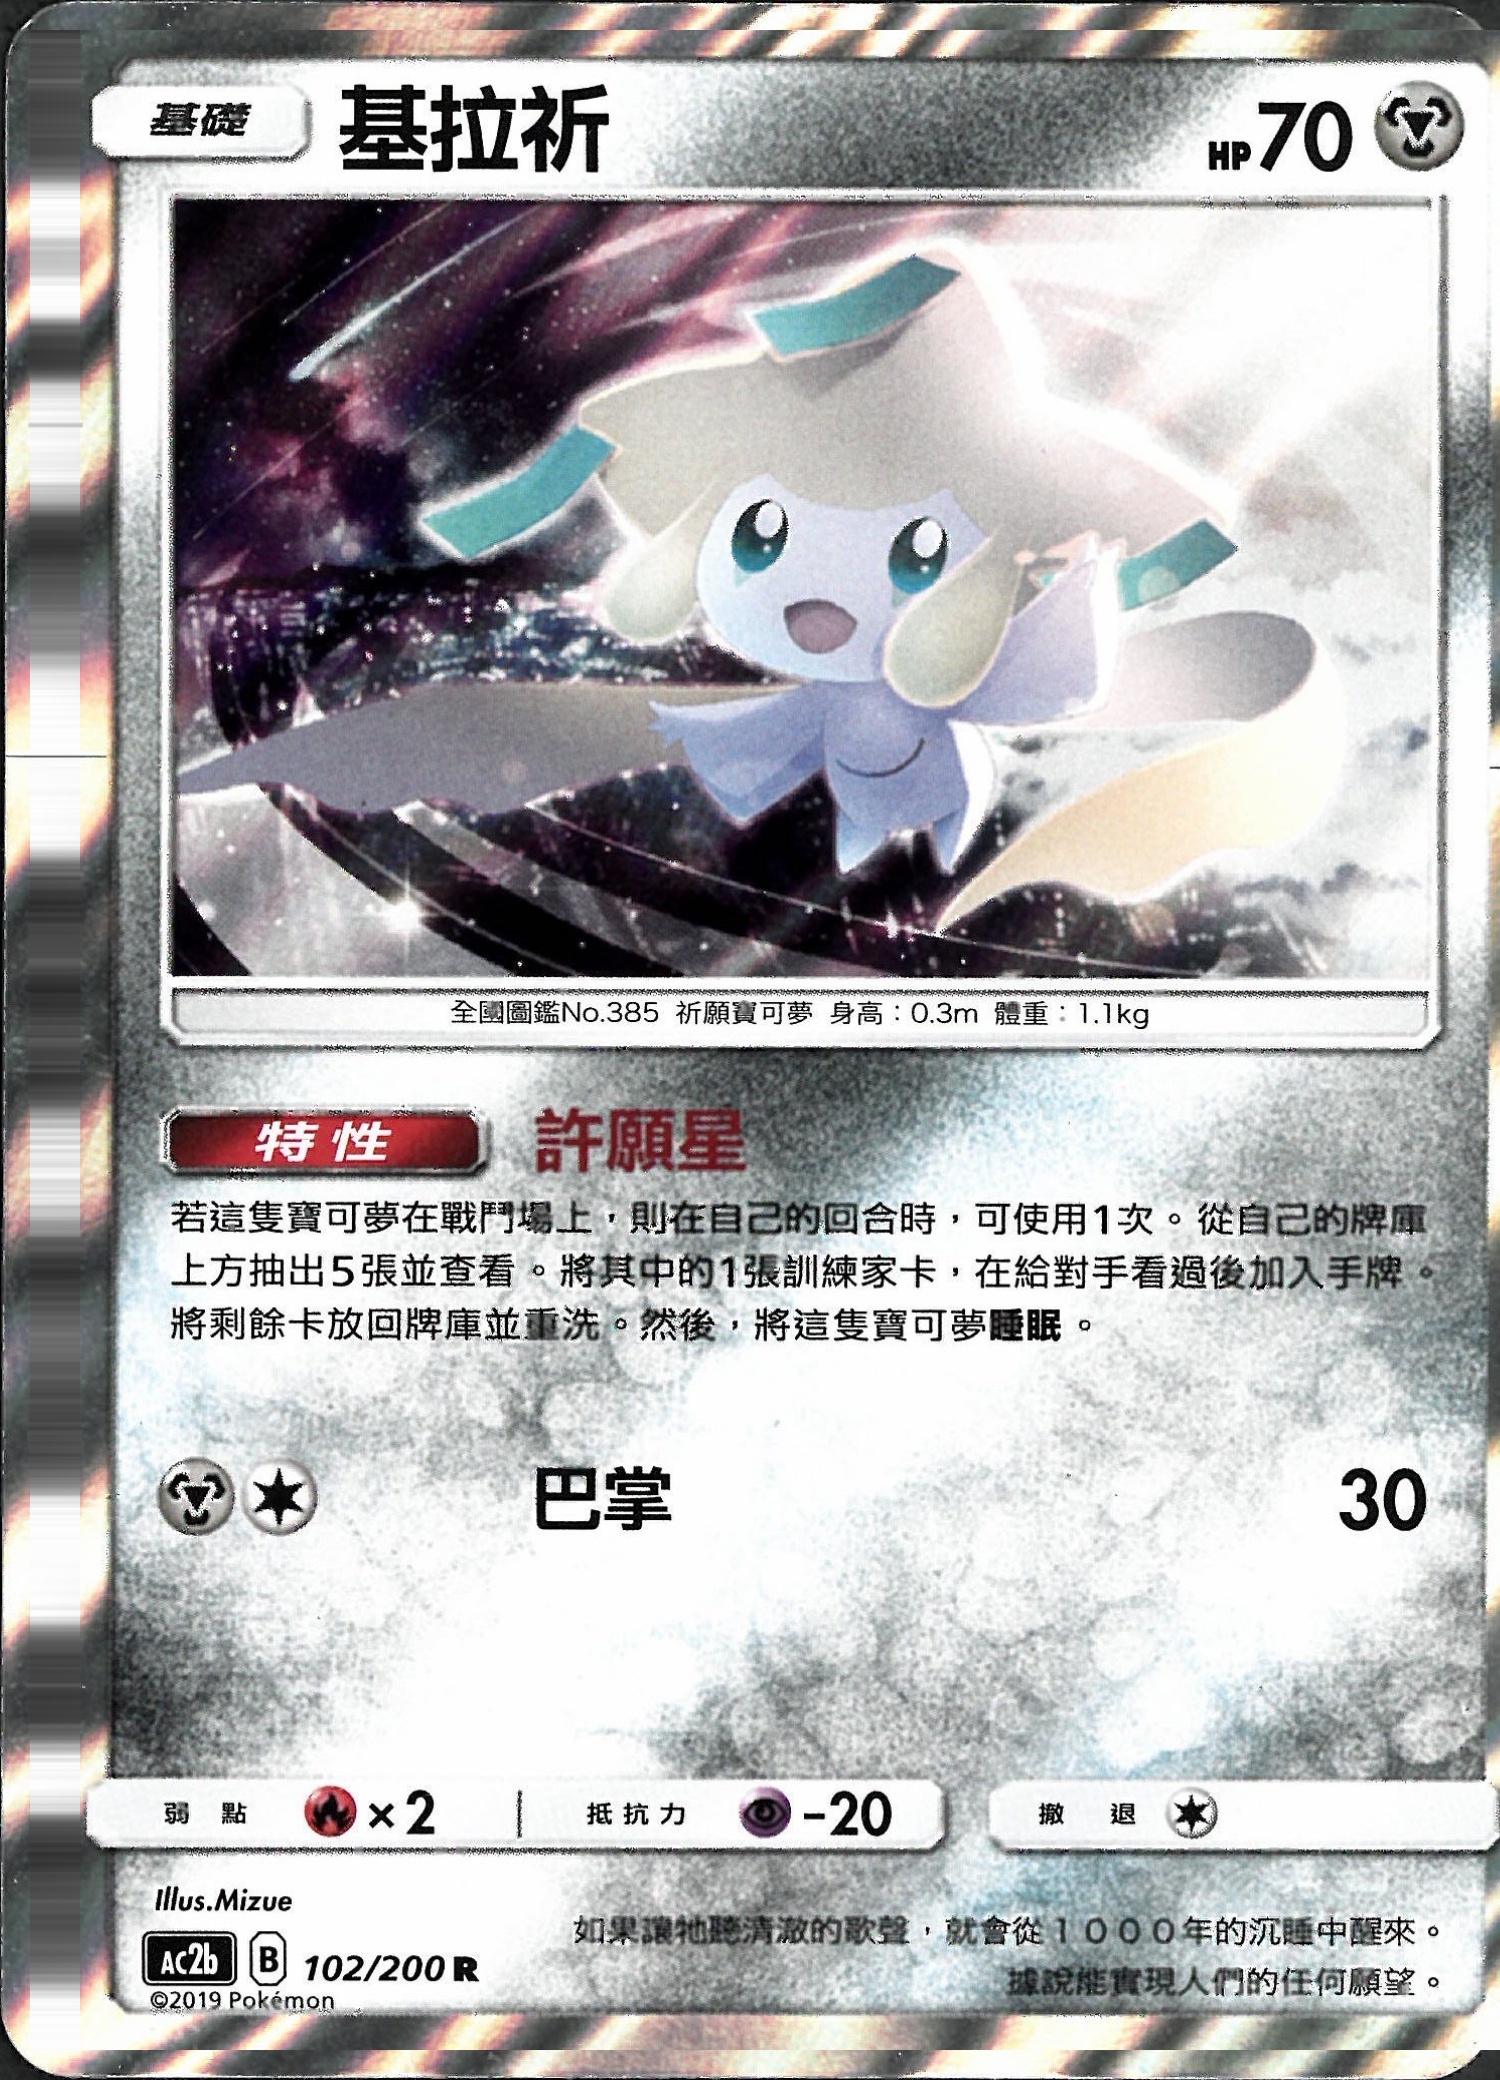 基礎 基拉祈 HP70
全國圖鑑No.385 祈願寶可夢 身高：0.3m 體重：1.1kg
特性 許願星
若這隻寶可夢在戰鬥場上，則在自己的回合時，可使用1次。從自己的牌庫
上方抽出5張並查看。將其中的1張訓練家卡，在給對手看過後加入手牌。
將剩餘卡放回牌庫並重洗。然後，將這隻寶可夢睡眠。
巴掌 30
弱點 ×2 抵抗力 -20 撤退
Illus.Mizue
如果讓牠聽清澈的歌聲，就會從1000年的沉睡中醒來。
據說能實現人們的任何願望。
AC2b B 102/200 R
©2019 Pokémon